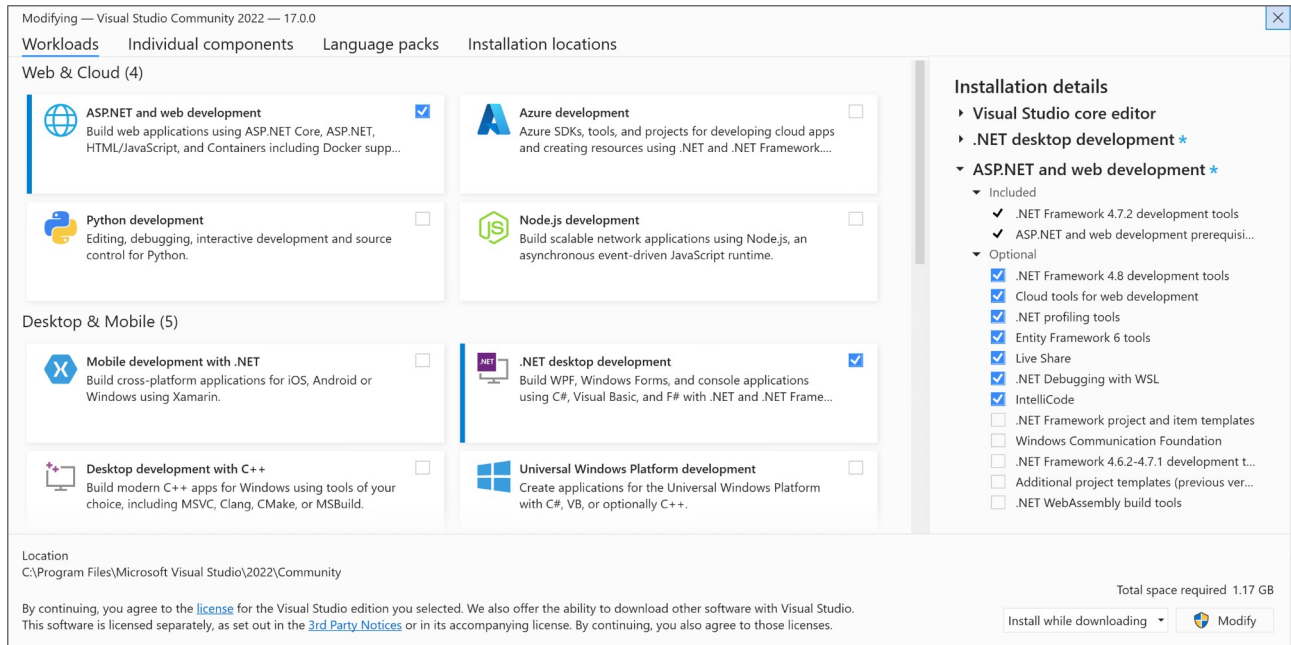 Modifying — Visual Studio Community 2022 — 17.0.0
Workloads Individual components Language packs Installation locations
Web & Cloud (4)
ASP.NET and web development
Build web applications using ASP.NET Core, ASP.NET,
HTML/JavaScript, and Containers including Docker supp...
Azure development
Azure SDKs, tools, and projects for developing cloud apps
and creating resources using .NET and .NET Framework....
Python development
Editing, debugging, interactive development and source
control for Python.
JS
Node.js development
Build scalable network applications using Node.js, an
asynchronous event-driven JavaScript runtime.
Desktop & Mobile (5)
Mobile development with .NET
Build cross-platform applications for iOS, Android or
Windows using Xamarin.
.NET
.NET desktop development
Build WPF, Windows Forms, and console applications
using C#, Visual Basic, and F# with .NET and .NET Frame...
Desktop development with C++
Build modern C++ apps for Windows using tools of your
choice, including MSVC, Clang, CMake, or MSBuild.
Universal Windows Platform development
Create applications for the Universal Windows Platform
with C#, VB, or optionally C++.
Installation details
Visual Studio core editor
.NET desktop development *
ASP.NET and web development *
Included
.NET Framework 4.7.2 development tools
ASP.NET and web development prerequisi...
Optional
.NET Framework 4.8 development tools
Cloud tools for web development
.NET profiling tools
Entity Framework 6 tools
Live Share
.NET Debugging with WSL
IntelliCode
.NET Framework project and item templates
Windows Communication Foundation
.NET Framework 4.6.2-4.7.1 development t...
Additional project templates (previous ver...
.NET WebAssembly build tools
Location
C:\Program Files\Microsoft Visual Studio\2022\Community
By continuing, you agree to the license for the Visual Studio edition you selected. We also offer the ability to download other software with Visual Studio.
This software is licensed separately, as set out in the 3rd Party Notices or in its accompanying license. By continuing, you also agree to those licenses.
Total space required 1.17 GB
Install while downloading
Modify